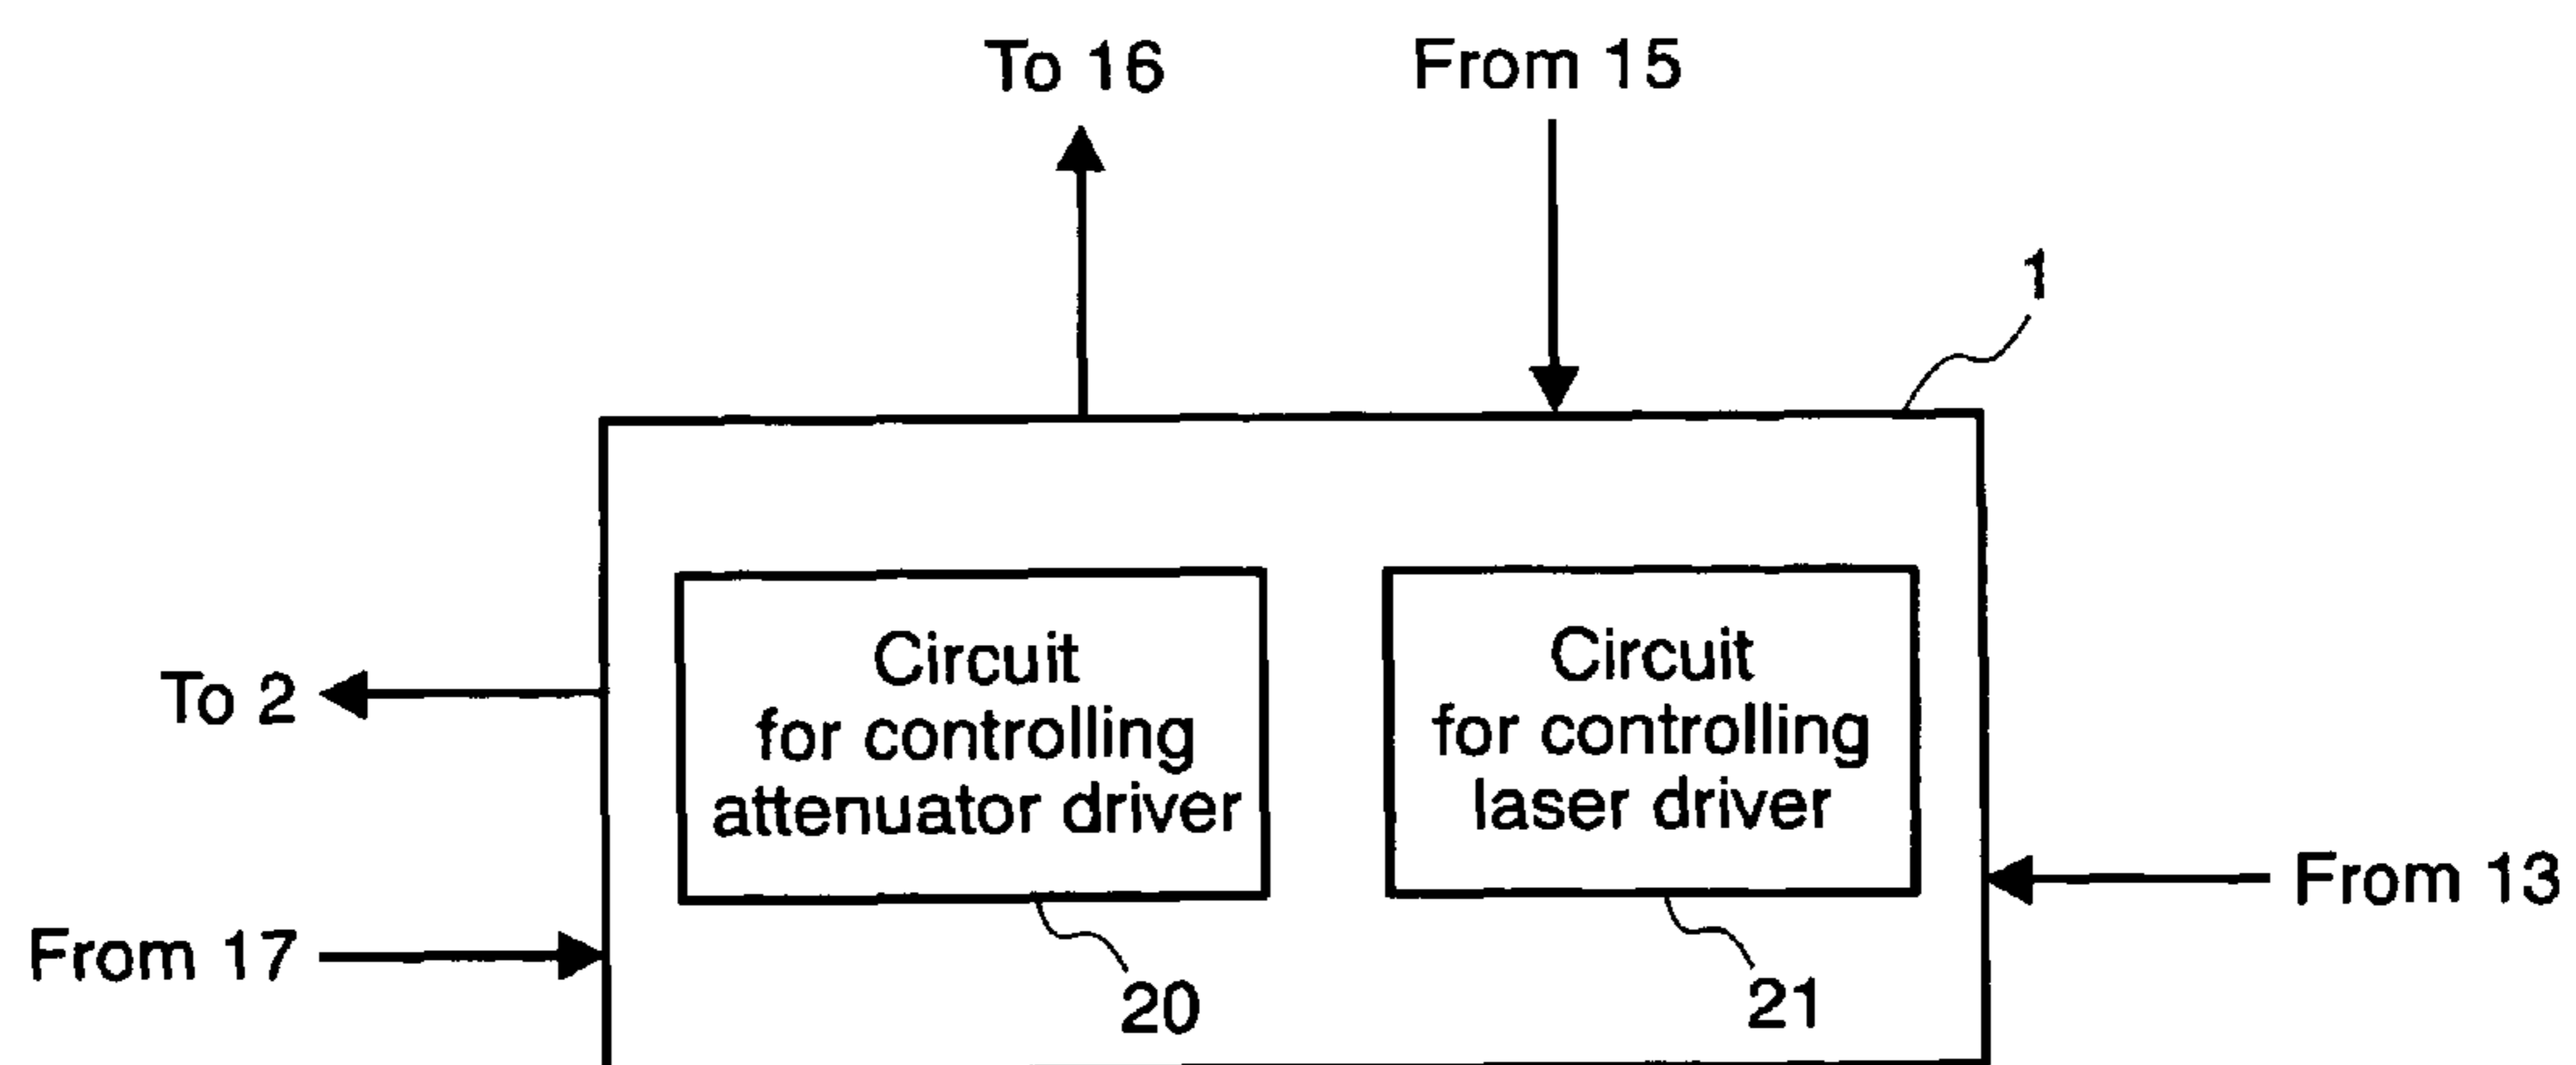 To 16
From 15
1
Circuit
for controlling
attenuator driver
Circuit
for controlling
laser driver
To 2
From 13
From 17
20
21